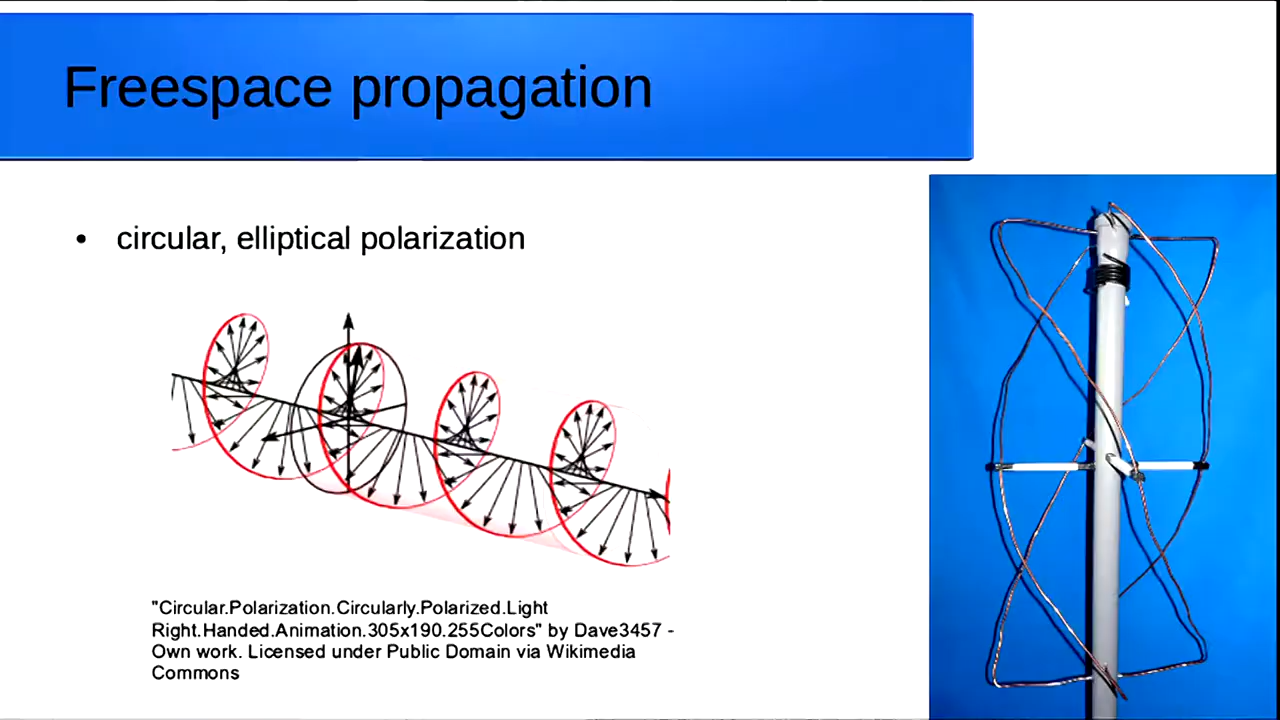 Freespace propagation
• circular, elliptical polarization
"Circular.Polarization.Circularly.Polarized.Light
Right.Handed.Animation.305x190.255Colors" by Dave3457 -
Own work. Licensed under Public Domain via Wikimedia
Commons